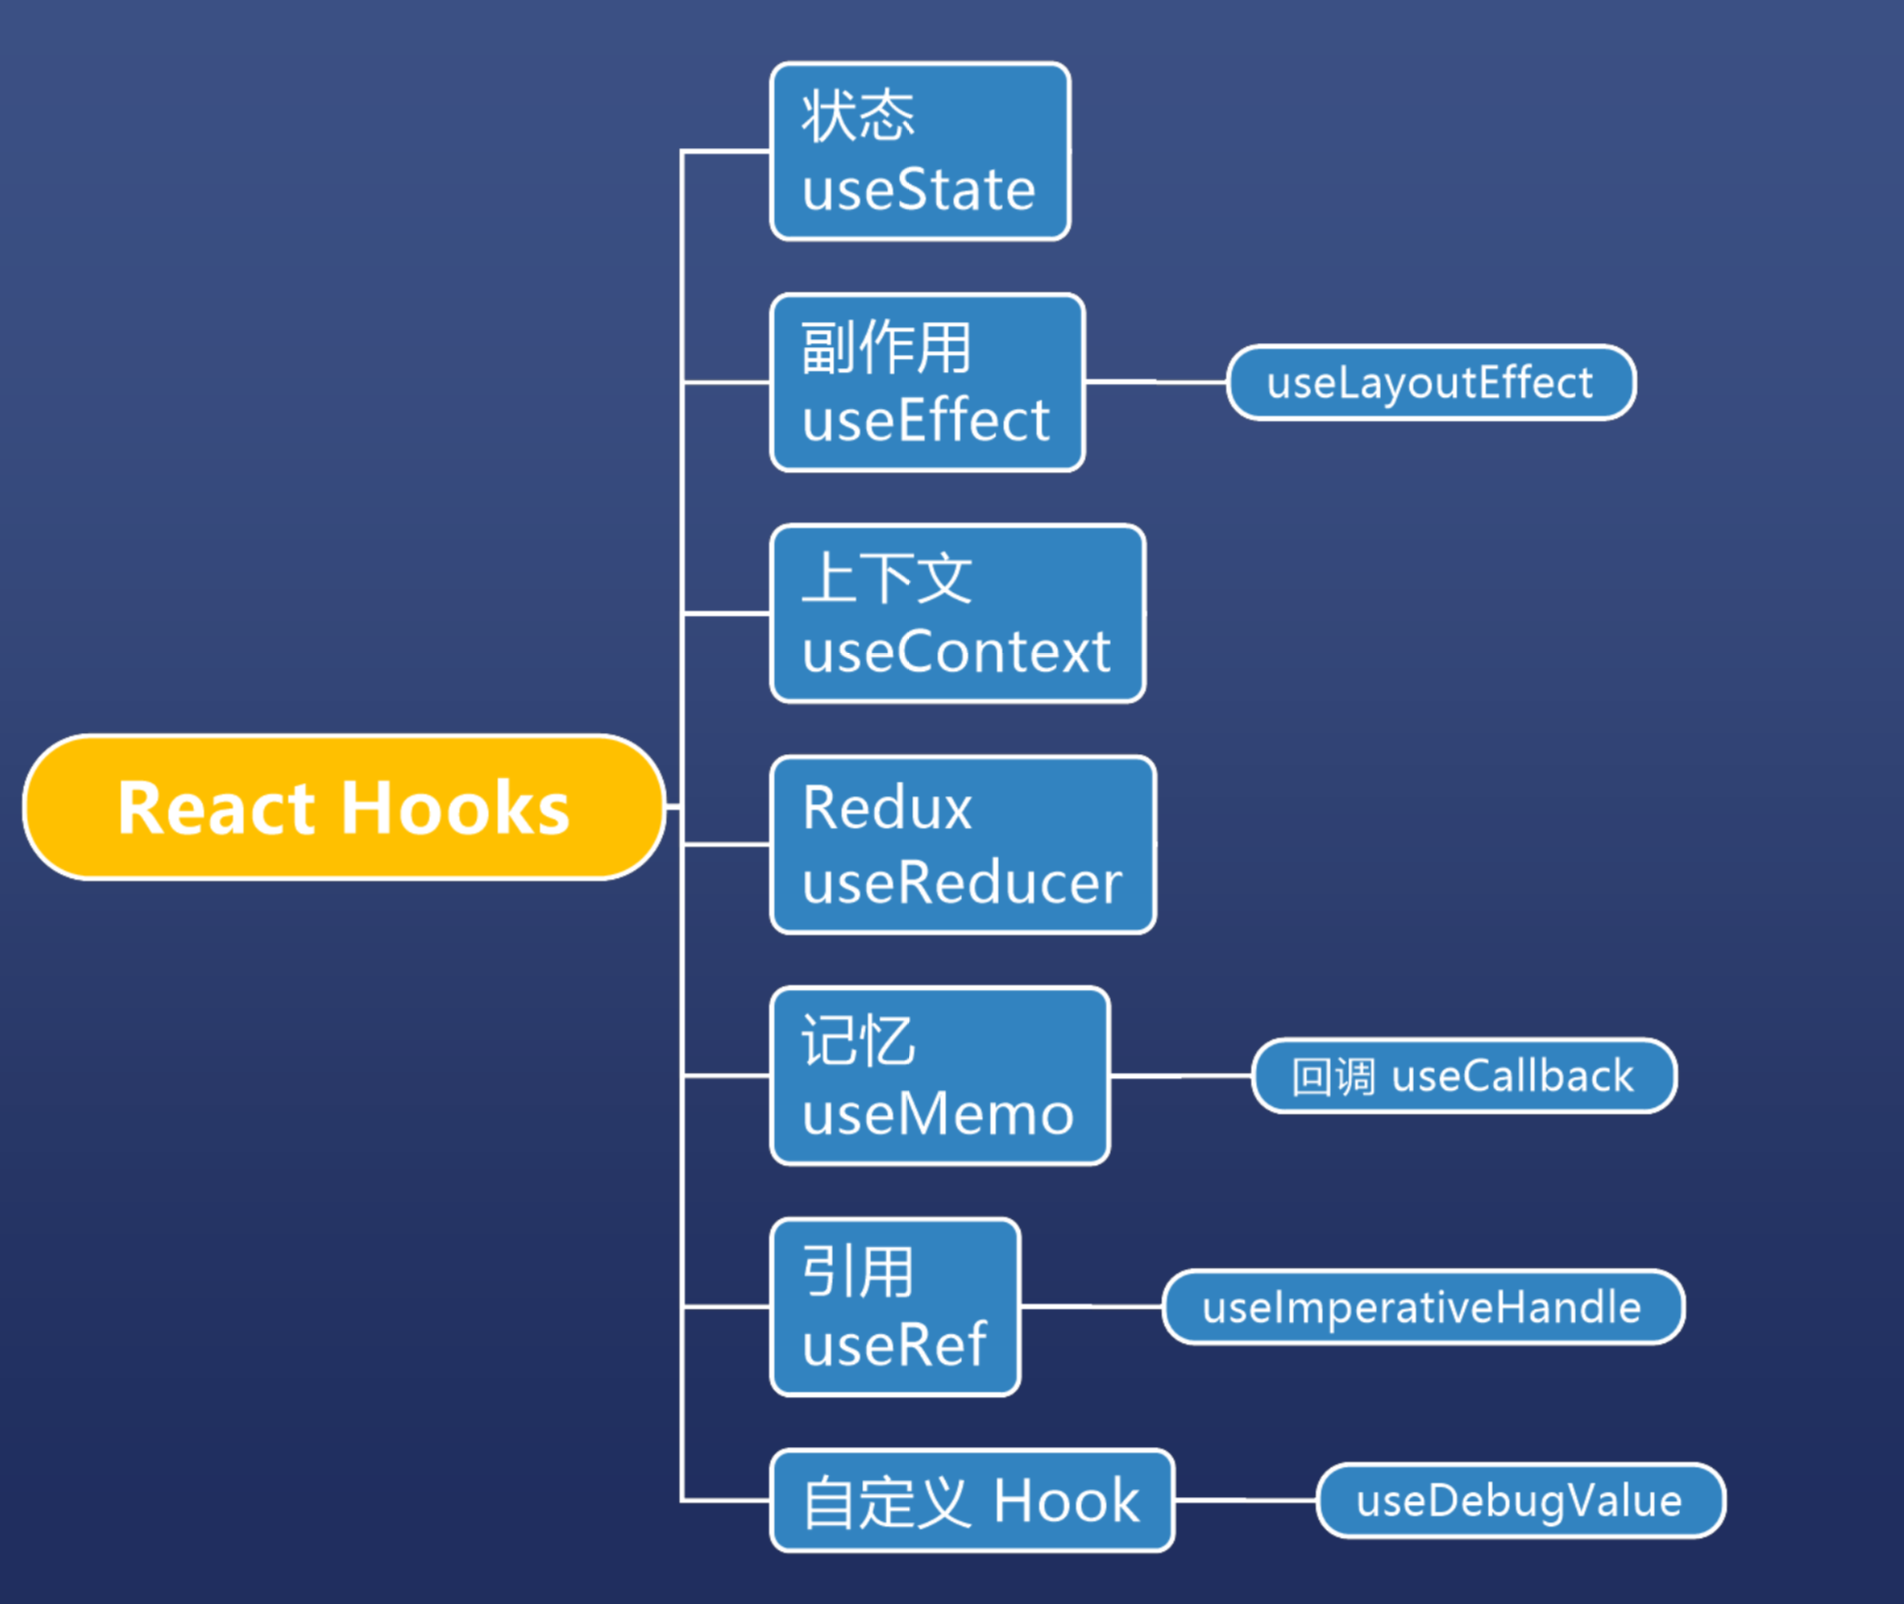 React Hooks
状态
useState
副作用
useEffect
useLayoutEffect
上下文
useContext
Redux
useReducer
记忆
useMemo
回调 useCallback
引用
useRef
useImperativeHandle
自定义 Hook
useDebugValue